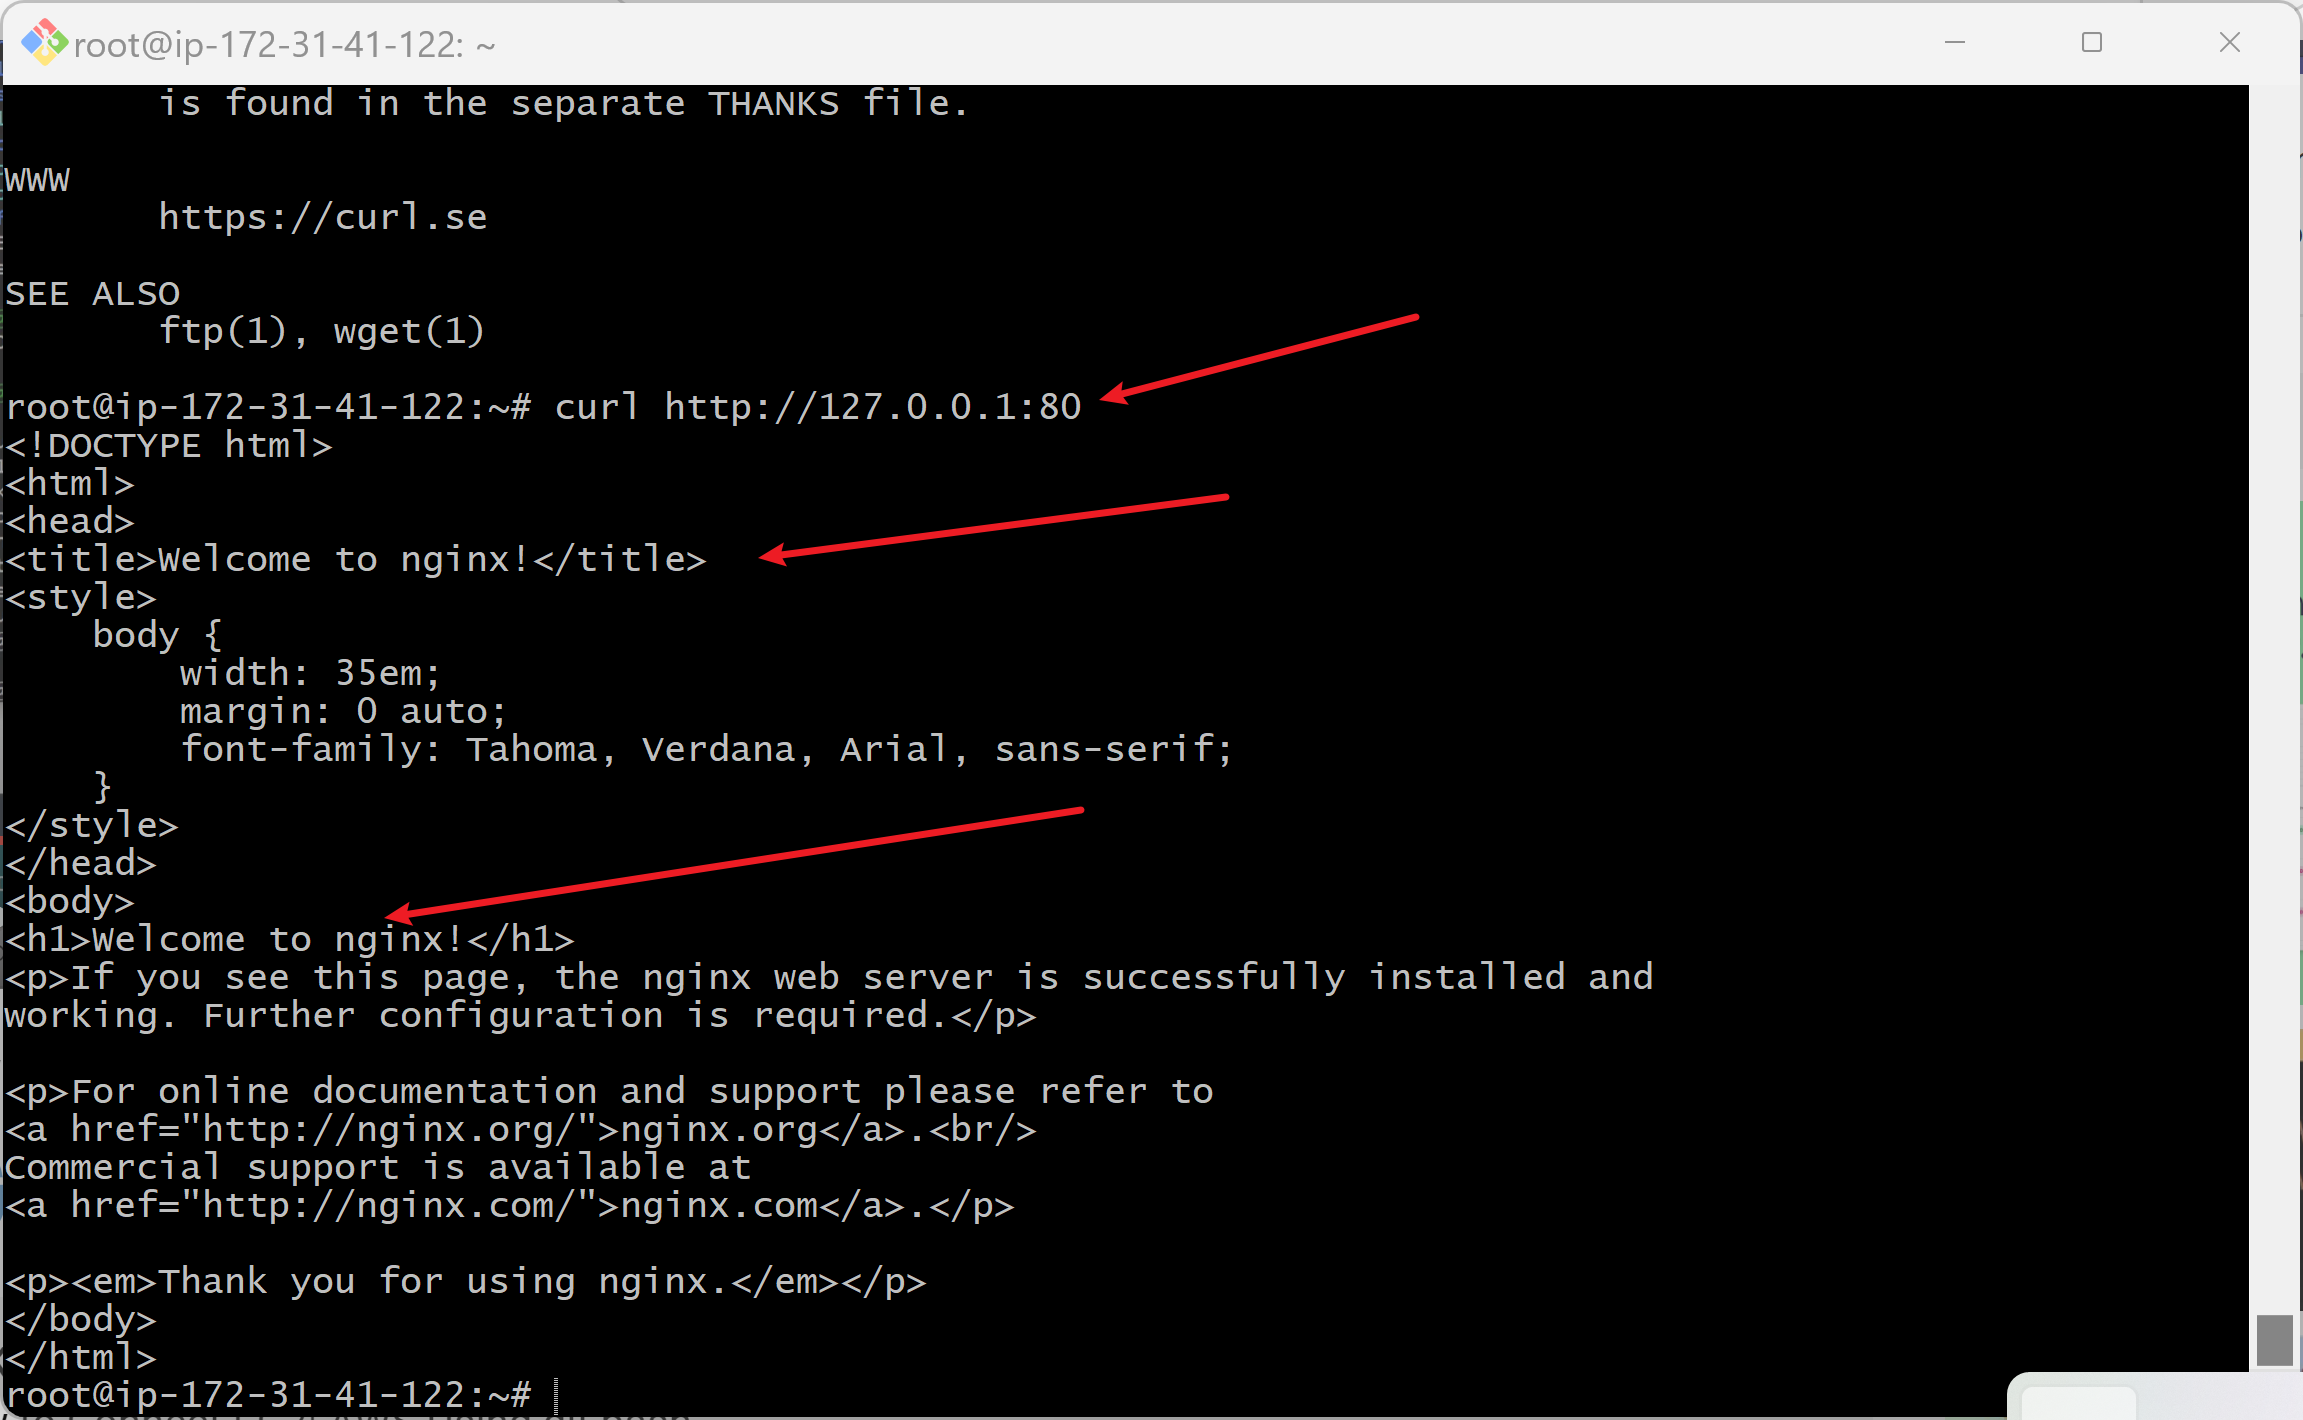 root@ip-172-31-41-122: ~
       is found in the separate THANKS file.
WWW
       https://curl.se
SEE ALSO
       ftp(1), wget(1)
root@ip-172-31-41-122:~# curl http://127.0.0.1:80
<!DOCTYPE html>
<html>
<head>
<title>Welcome to nginx!</title>
<style>
    body {
        width: 35em;
        margin: 0 auto;
        font-family: Tahoma, Verdana, Arial, sans-serif;
    }
</style>
</head>
<body>
<h1>Welcome to nginx!</h1>
<p>If you see this page, the nginx web server is successfully installed and
working. Further configuration is required.</p>
<p>For online documentation and support please refer to
<a href="http://nginx.org/">nginx.org</a>.<br/>
Commercial support is available at
<a href="http://nginx.com/">nginx.com</a>.</p>
<p><em>Thank you for using nginx.</em></p>
</body>
</html>
root@ip-172-31-41-122:~#